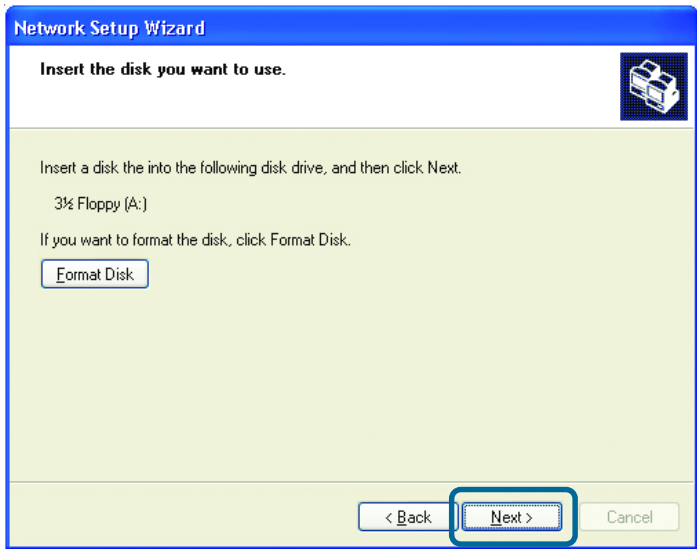 Network Setup Wizard
Insert the disk you want to use.
Insert a disk the into the following disk drive, and then click Next.
3½ Floppy (A:)
If you want to format the disk, click Format Disk.
Format Disk
< Back Next > Cancel